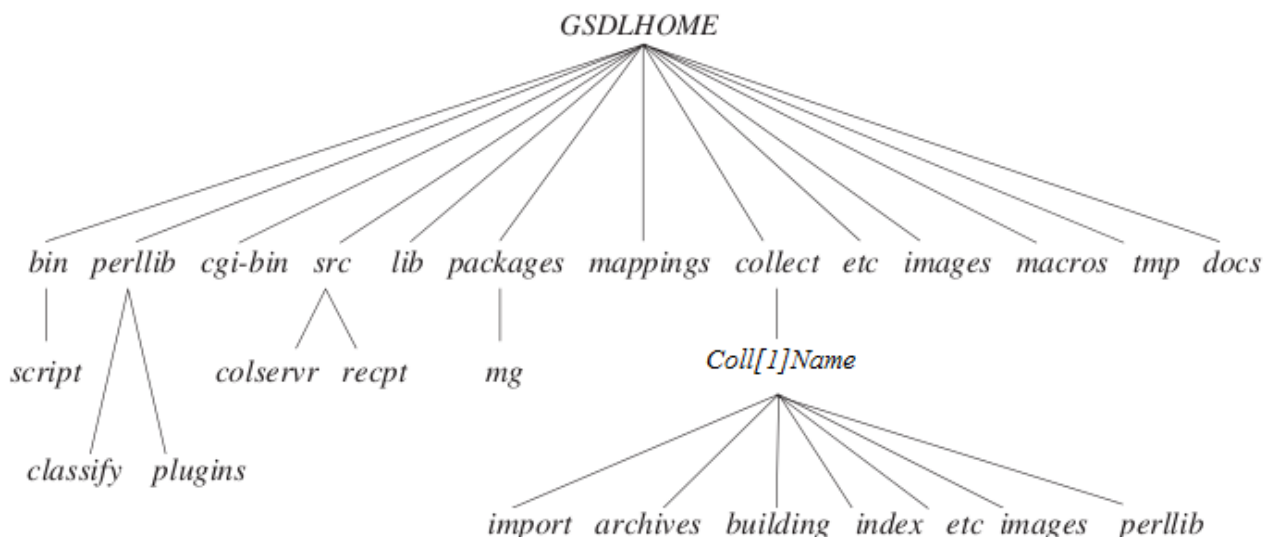 GSDLHOME
bin perllib cgi-bin src lib packages mappings collect etc images macros tmp docs
script colservr recpt mg Coll[1]Name
classify plugins
import archives building index etc images perllib